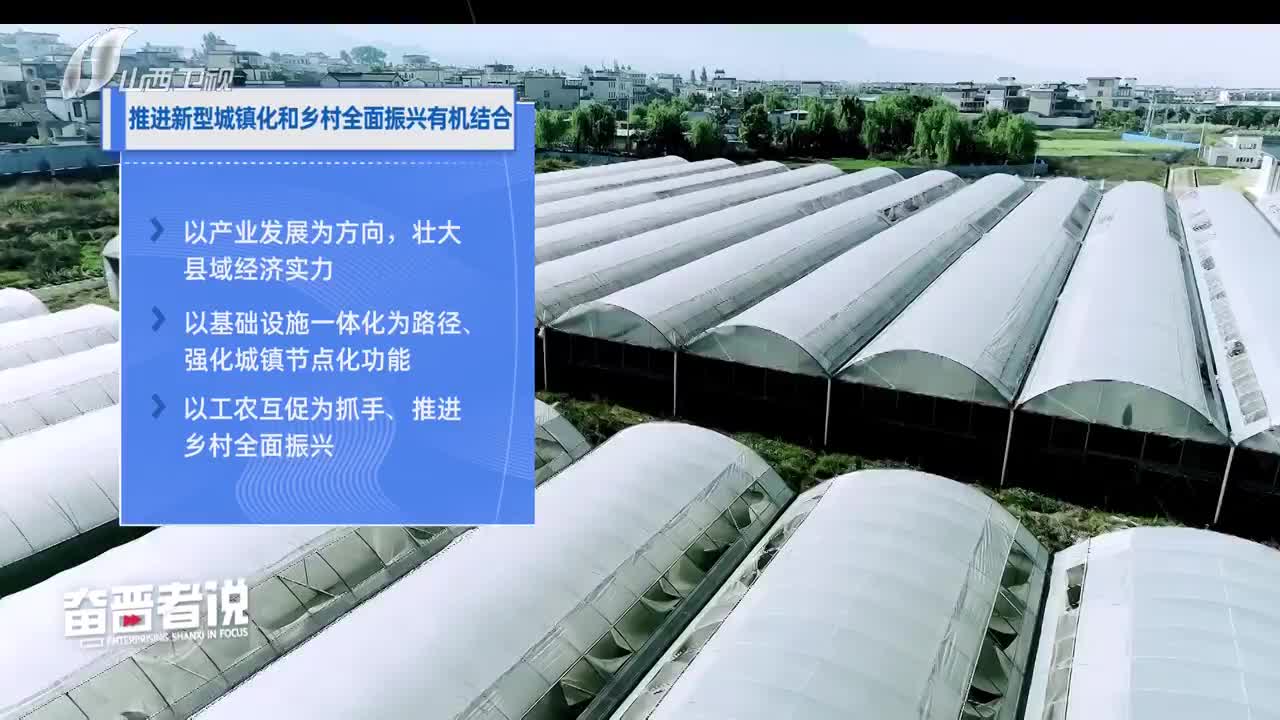 山西卫视
推进新型城镇化和乡村全面振兴有机结合
以产业发展为方向，壮大
县域经济实力
以基础设施一体化为路径、
强化城镇节点化功能
以工农互促为抓手、推进
乡村全面振兴
奋晋者说
ENTERPRISING SHANXI IN FOCUS